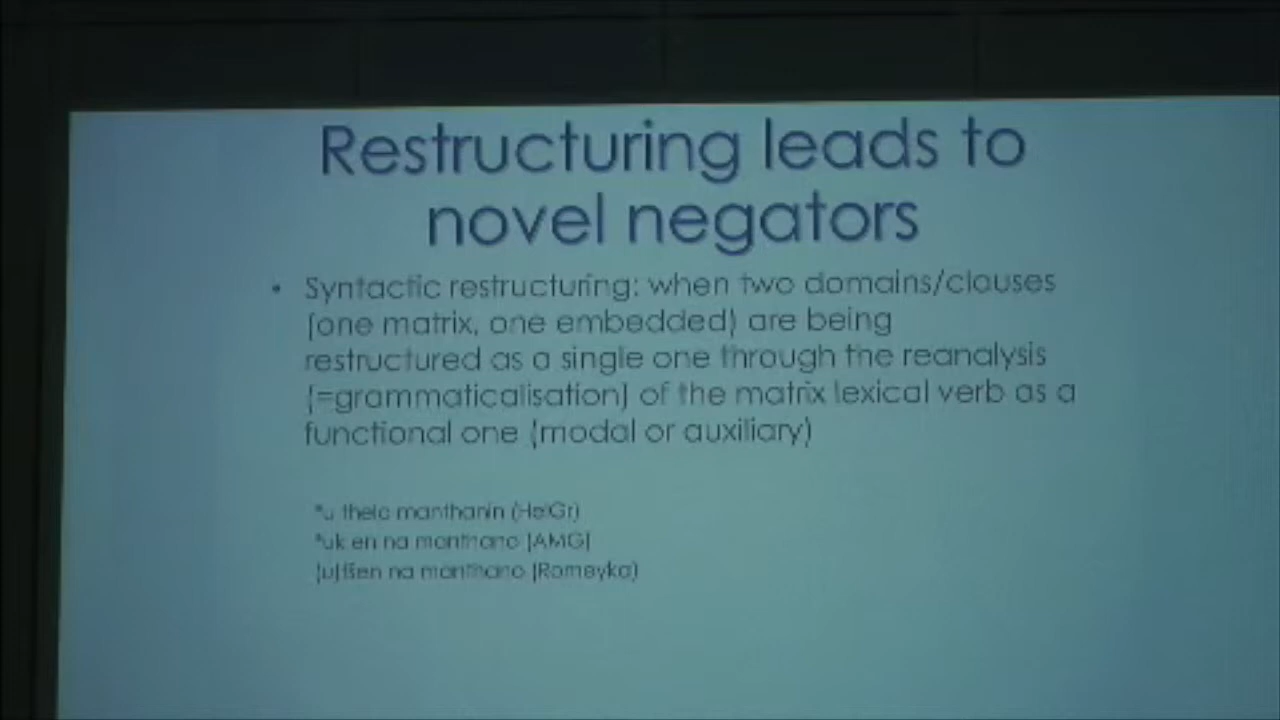 Restructuring leads to
novel negators
• Syntactic restructuring: when two domains/clauses
(one matrix, one embedded) are being
restructured as a single one through the reanalysis
(=grammaticalisation) of the matrix lexical verb as a
functional one (modal or auxiliary)
*u thelo manthanin (HelGr)
*uk en na manthano (AMG)
(u)tšen na manthano (Romeyka)